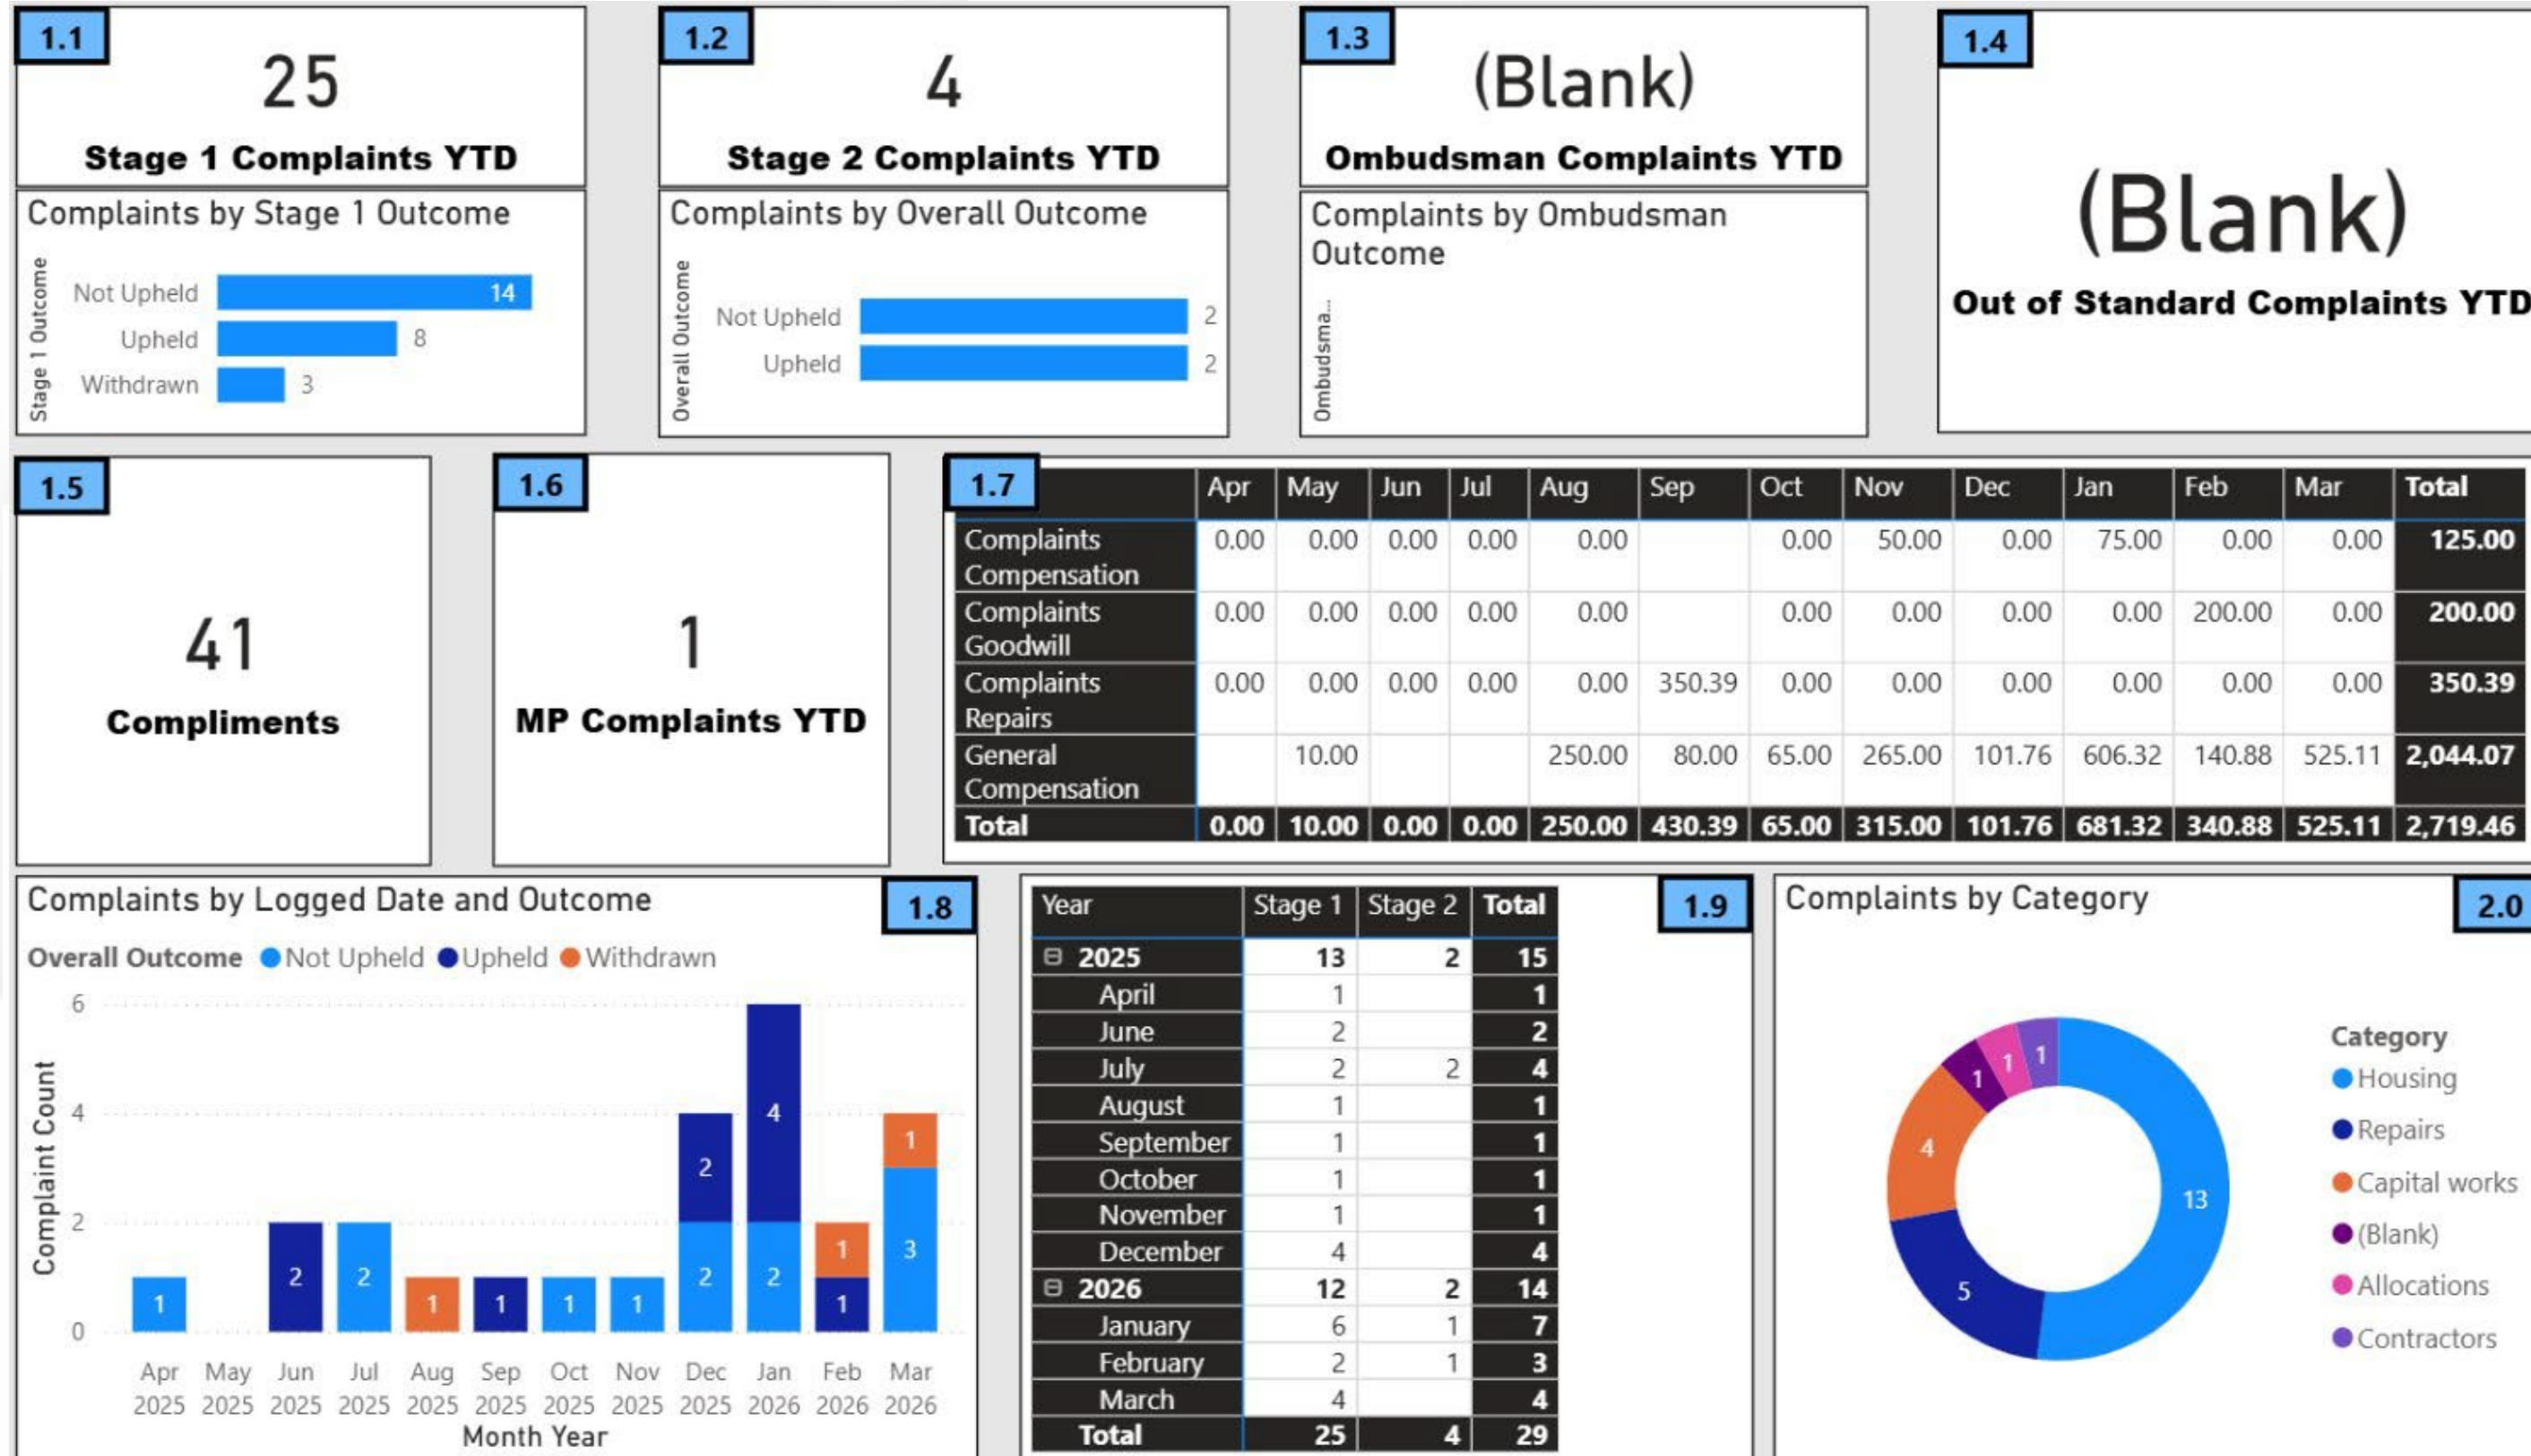 1.1
25
Stage 1 Complaints YTD
Complaints by Stage 1 Outcome
Stage 1 Outcome
Not Upheld 14
Upheld 8
Withdrawn 3
1.2
4
Stage 2 Complaints YTD
Complaints by Overall Outcome
Overall Outcome
Not Upheld 2
Upheld 2
1.3
(Blank)
Ombudsman Complaints YTD
Complaints by Ombudsman
Outcome
Ombudsma...
1.4
(Blank)
Out of Standard Complaints YTD
1.5
41
Compliments
1.6
1
MP Complaints YTD
1.7 Apr May Jun Jul Aug Sep Oct Nov Dec Jan Feb Mar Total
Complaints 0.00 0.00 0.00 0.00 0.00 0.00 50.00 0.00 75.00 0.00 0.00 125.00
Compensation
Complaints 0.00 0.00 0.00 0.00 0.00 0.00 0.00 0.00 0.00 200.00 0.00 200.00
Goodwill
Complaints 0.00 0.00 0.00 0.00 0.00 350.39 0.00 0.00 0.00 0.00 0.00 0.00 350.39
Repairs
General 10.00 250.00 80.00 65.00 265.00 101.76 606.32 140.88 525.11 2,044.07
Compensation
Total 0.00 10.00 0.00 0.00 250.00 430.39 65.00 315.00 101.76 681.32 340.88 525.11 2,719.46
Complaints by Logged Date and Outcome
1.8
Overall Outcome Not Upheld Upheld Withdrawn
Complaint Count
6
4
2
0
1 2 2 1 1 1 1 2 2 2 4 1 1 3 1
Apr May Jun Jul Aug Sep Oct Nov Dec Jan Feb Mar
2025 2025 2025 2025 2025 2025 2025 2025 2025 2026 2026 2026
Month Year
1.9
Year Stage 1 Stage 2 Total
2025 13 2 15
April 1 1
June 2 2
July 2 2 4
August 1 1
September 1 1
October 1 1
November 1 1
December 4 4
2026 12 2 14
January 6 1 7
February 2 1 3
March 4 4
Total 25 4 29
Complaints by Category
2.0
13
5
4
1
1
1
Category
Housing
Repairs
Capital works
(Blank)
Allocations
Contractors